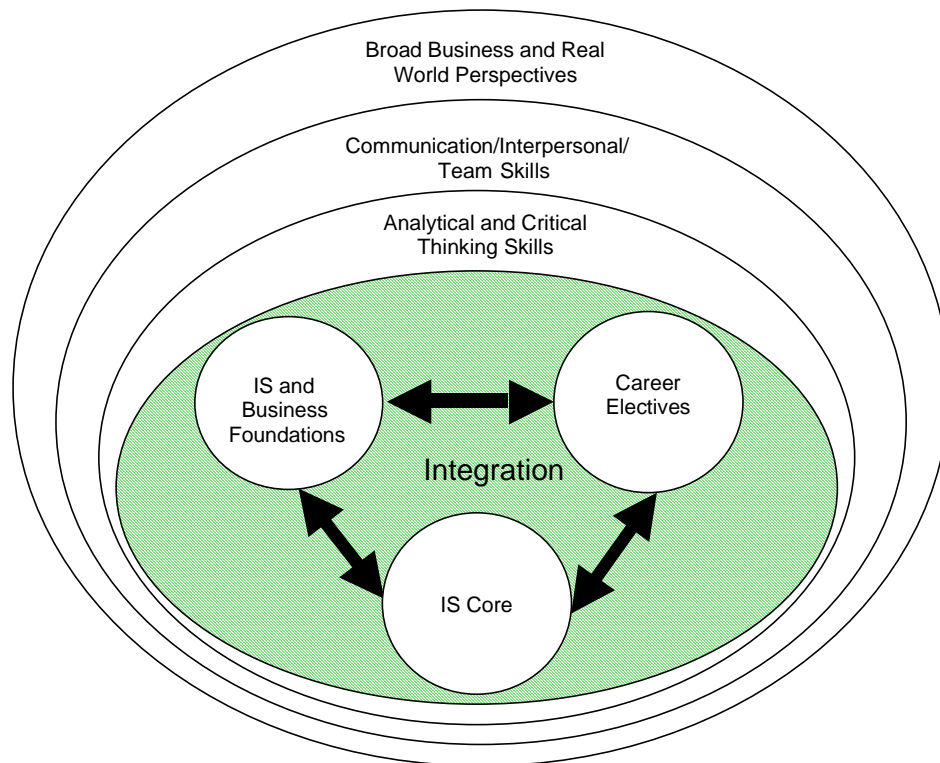 Broad Business and Real
World Perspectives
Communication/Interpersonal/
Team Skills
Analytical and Critical
Thinking Skills
IS and
Business
Foundations
Career
Electives
Integration
IS Core